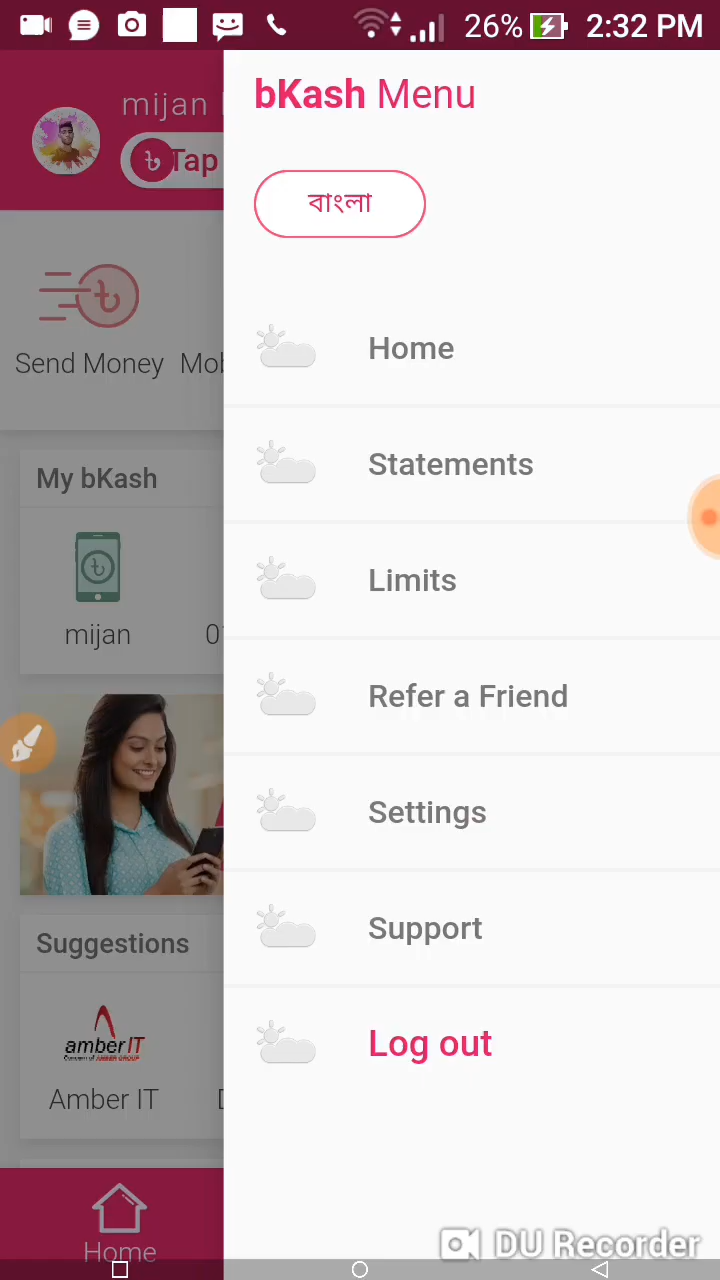 26% 2:32 PM
bKash Menu
mijan
Tap
বাংলা
Send Money
Home
Statements
Limits
Refer a Friend
Settings
Support
Log out
My bKash
mijan
Suggestions
amberIT
Amber IT
Home
DU Recorder